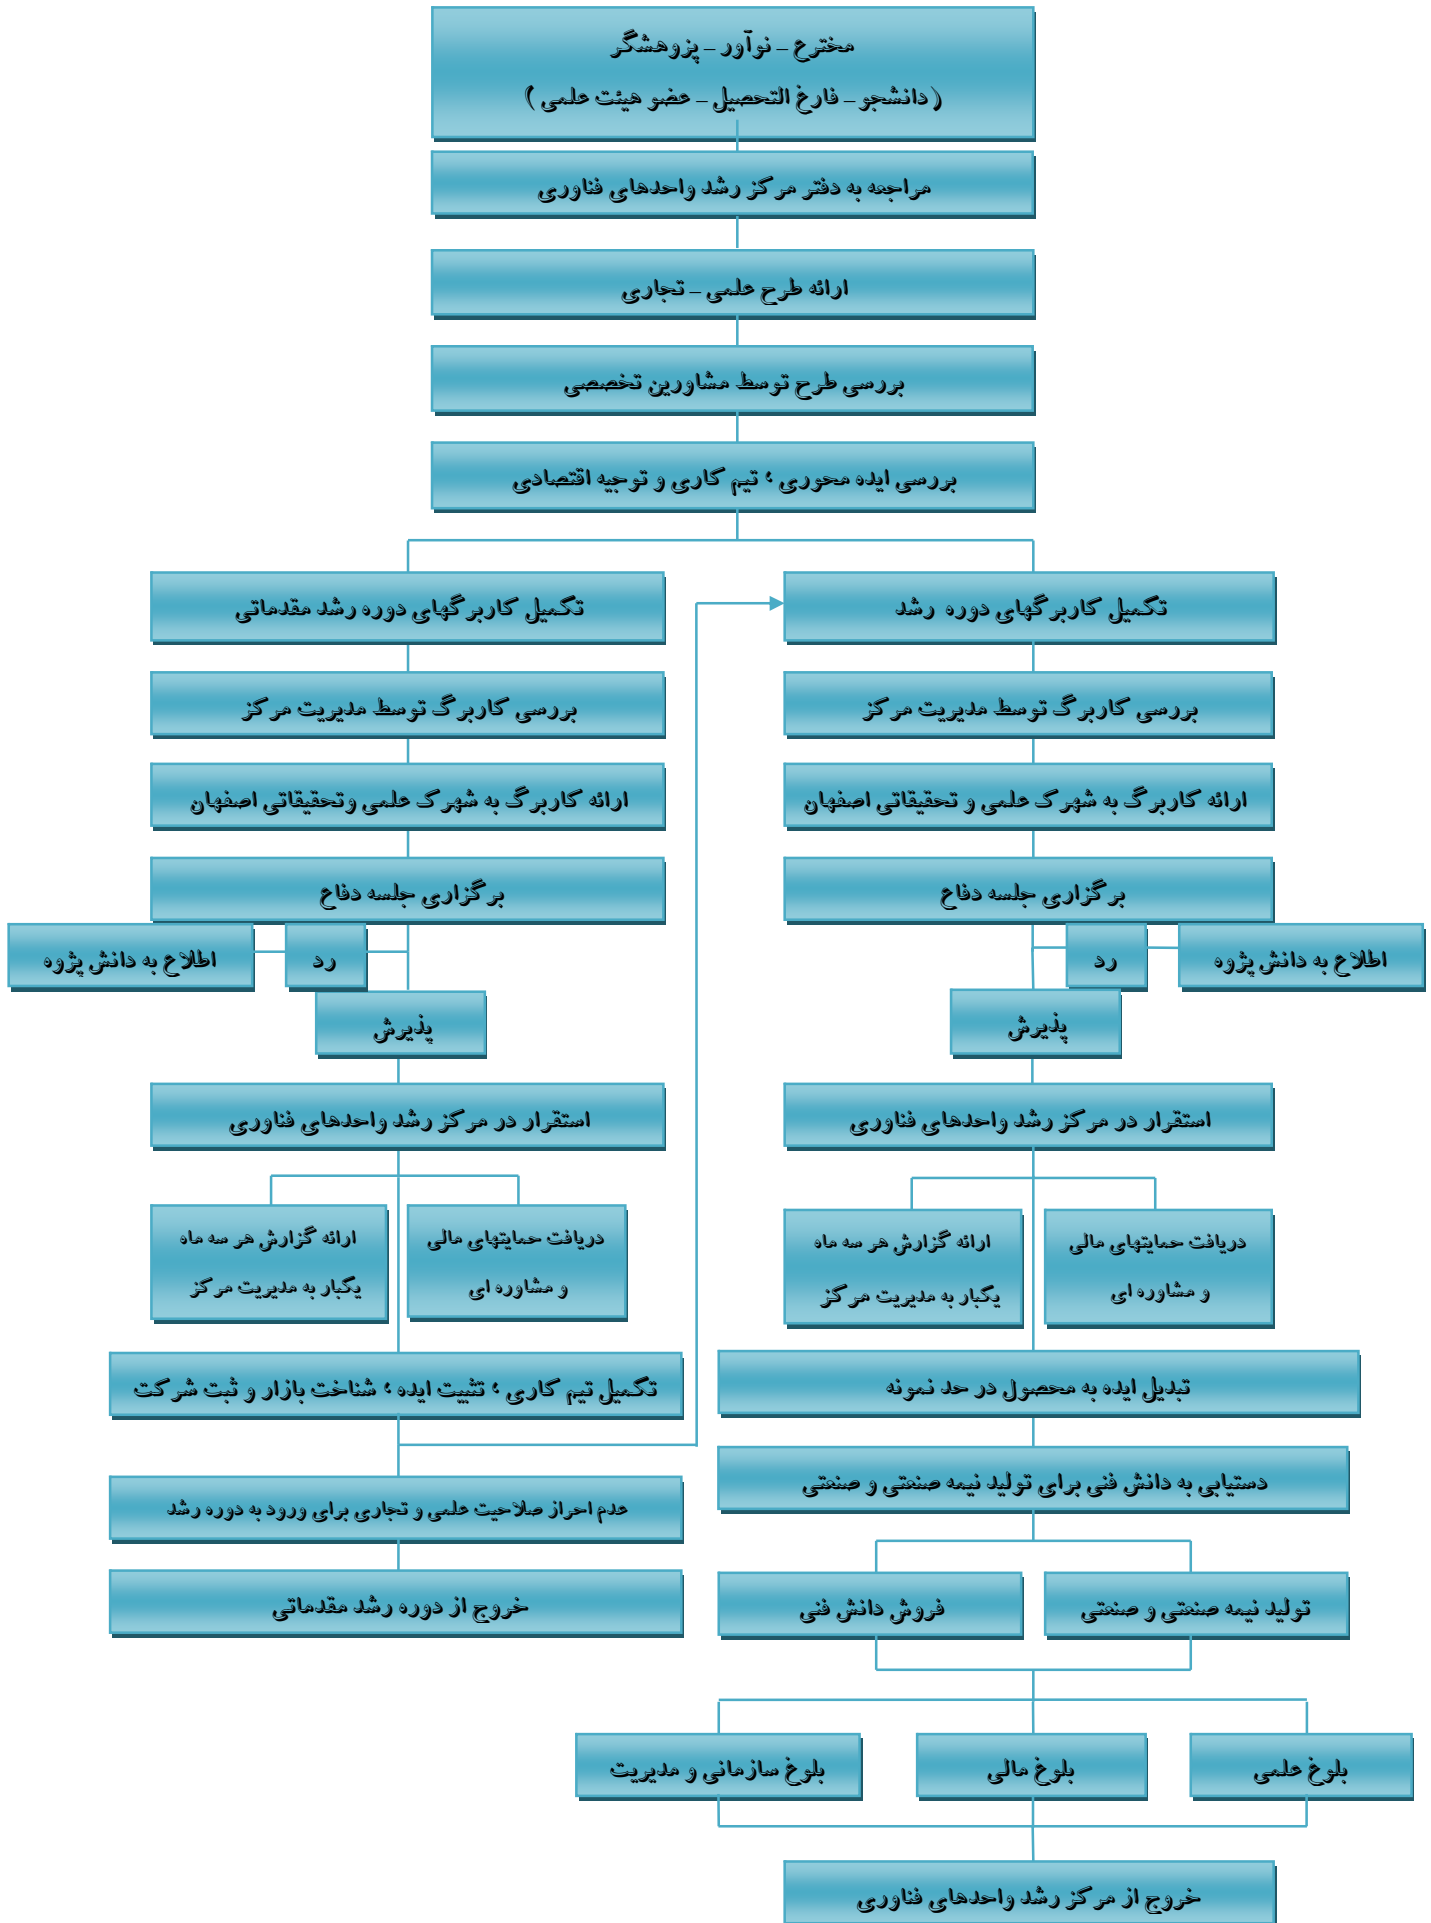 مخترع – نوآور – پزوهشگر
( دانشجو – فارغ التحصیل – عضو هیئت علمی )
مراجعه به دفتر مرکز رشد واحدهای فناوری
ارائه طرح علمی – تجاری
بررسی طرح توسط مشاورین تخصصی
بررسی ایده محوری ؛ تیم کاری و توجیه اقتصادی
تکمیل کاربرگهای دوره رشد
تکمیل کاربرگهای دوره رشد مقدماتی
بررسی کاربرگ توسط مدیریت مرکز
بررسی کاربرگ توسط مدیریت مرکز
ارائه کاربرگ به شهرک علمی و تحقیقاتی اصفهان
ارائه کاربرگ به شهرک علمی وتحقیقاتی اصفهان
برگزاری جلسه دفاع
برگزاری جلسه دفاع
اطلاع به دانش پژوه
رد
رد
اطلاع به دانش پژوه
پذیرش
پذیرش
استقرار در مرکز رشد واحدهای فناوری
استقرار در مرکز رشد واحدهای فناوری
دریافت حمایتهای مالی
و مشاوره ای
ارائه گزارش هر سه ماه
یکبار به مدیریت مرکز
دریافت حمایتهای مالی
و مشاوره ای
ارائه گزارش هر سه ماه
یکبار به مدیریت مرکز
تبدیل ایده به محصول در حد نمونه
تکمیل تیم کاری ؛ تثبیت ایده ؛ شناخت بازار و ثبت شرکت
دستیابی به دانش فنی برای تولید نیمه صنعتی و صنعتی
عدم احراز صلاحیت علمی و تجاری برای ورود به دوره رشد
تولید نیمه صنعتی و صنعتی
فروش دانش فنی
خروج از دوره رشد مقدماتی
بلوغ علمی
بلوغ مالی
بلوغ سازمانی و مدیریت
خروج از مرکز رشد واحدهای فناوری